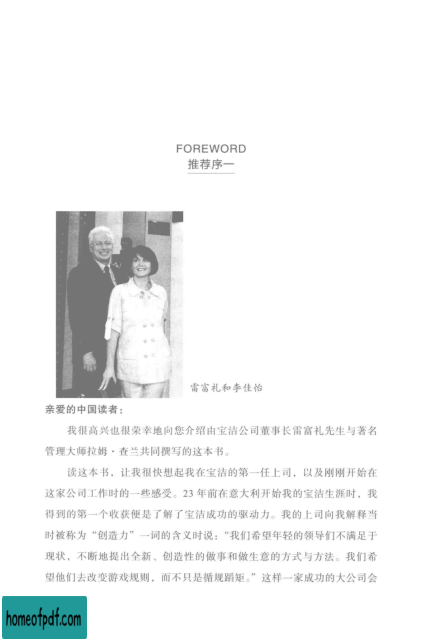 FOREWORD
推荐序一
雷富礼和李佳怡
亲爱的中国读者：
我很高兴也很荣幸地向您介绍由宝洁公司董事长雷富礼先生与著名
管理大师拉姆·查兰共同撰写的这本书。
读这本书，让我很快想起我在宝洁的第一任上司，以及刚刚开始在
这家公司工作时的一些感受。23 年前在意大利开始我的宝洁生涯时，我
得到的第一个收获便是了解了宝洁成功的驱动力。我的上司向我解释当
时被称为“创造力”一词的含义时说：“我们希望年轻的领导们不满足于
现状，不断地提出全新、创造性的做事和做生意的方式与方法。我们希
望他们去改变游戏规则，而不只是循规蹈矩。”这样一家成功的大公司会
homeofpdf.com